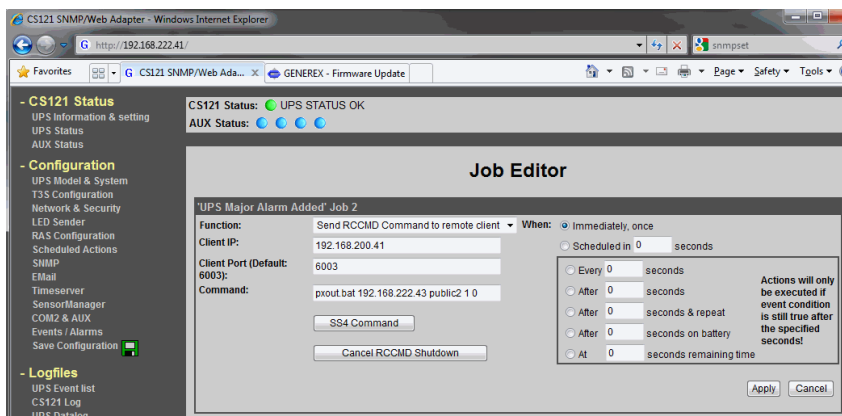 CS121 SNMP/Web Adapter - Windows Internet Explorer
G http://192.168.222.41/
snmpset
Favorites
G CS121 SNMP/Web Ada... X
GENEREX - Firmware Update
Page Safety Tools
- CS121 Status
UPS Information & setting
UPS Status
AUX Status
- Configuration
UPS Model & System
T3S Configuration
Network & Security
LED Sender
RAS Configuration
Scheduled Actions
SNMP
EMail
Timeserver
SensorManager
COM2 & AUX
Events / Alarms
Save Configuration
- Logfiles
UPS Event list
CS121 Log
UPS Datalog
CS121 Status: UPS STATUS OK
AUX Status:
Job Editor
'UPS Major Alarm Added' Job 2
Function: Send RCCMD Command to remote client
Client IP: 192.168.200.41
Client Port (Default: 6003
6003):
Command: pxout.bat 192.168.222.43 public2 1 0
SS4 Command
Cancel RCCMD Shutdown
When: Immediately, once
Scheduled in 0 seconds
Every 0 seconds
After 0 seconds
After 0 seconds & repeat
After 0 seconds on battery
At 0 seconds remaining time
Actions will only
be executed if
event condition
is still true after
the specified
seconds!
Apply Cancel